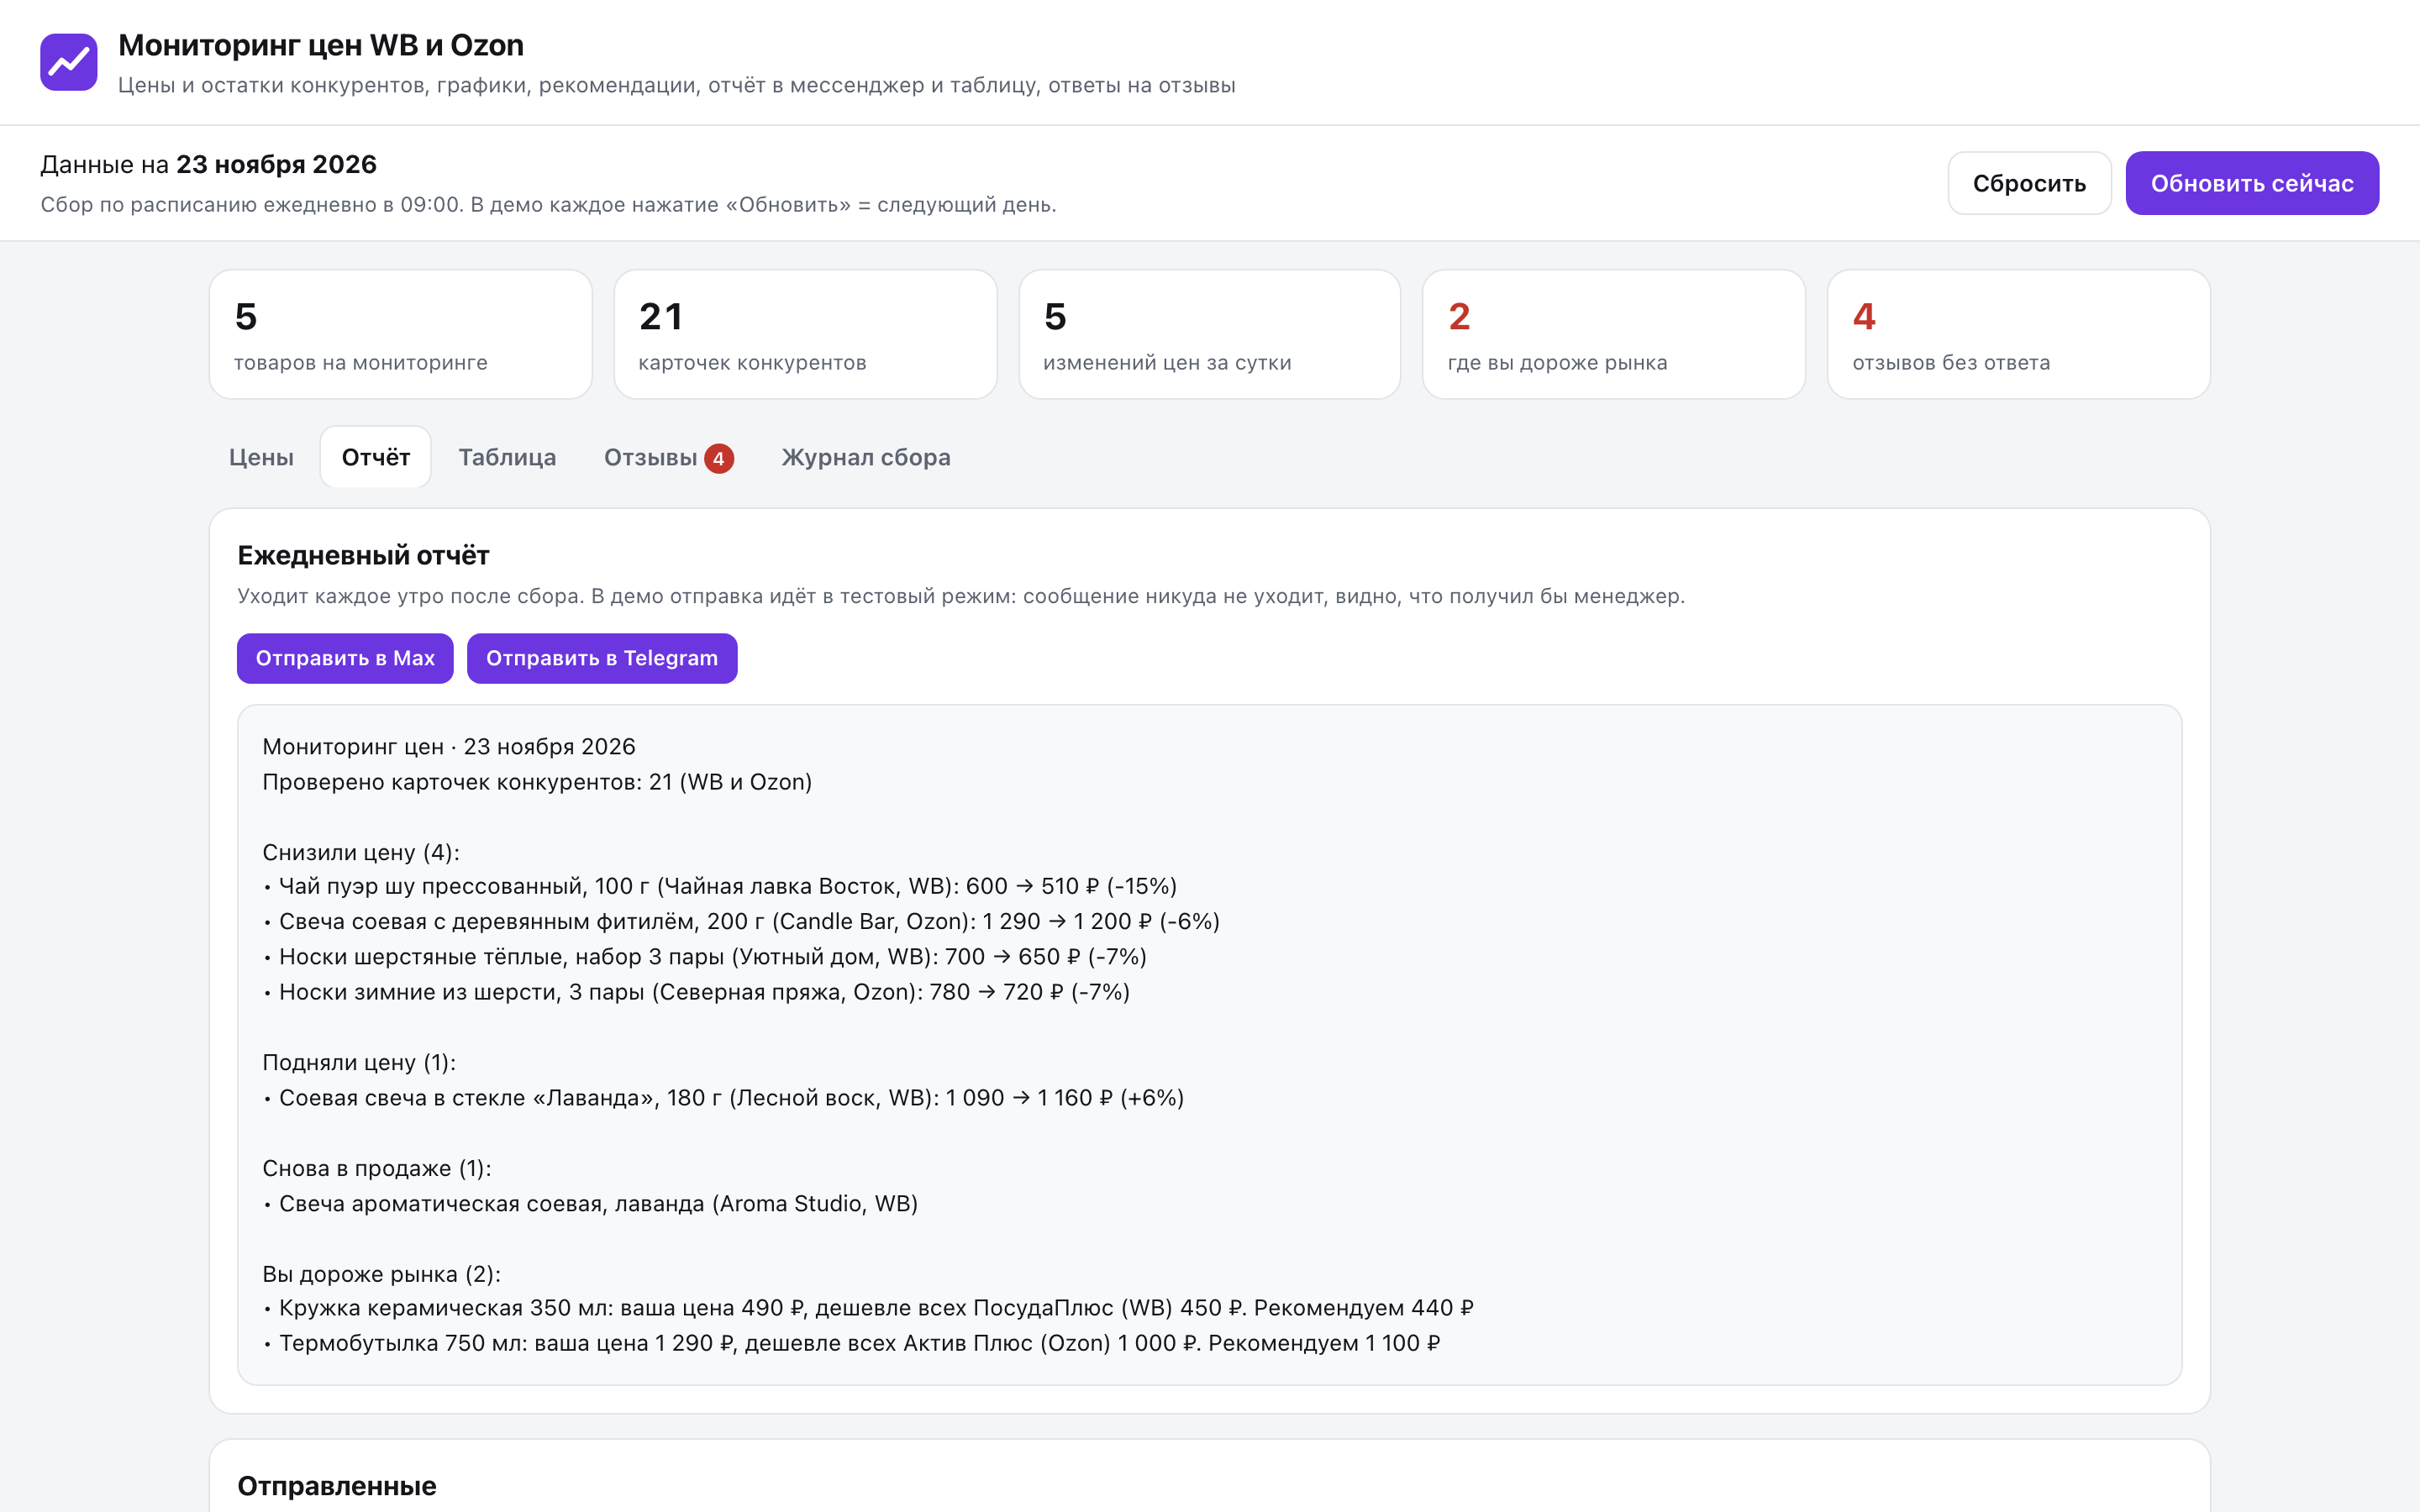 Мониторинг цен WB и Ozon
Цены и остатки конкурентов, графики, рекомендации, отчёт в мессенджер и таблицу, ответы на отзывы
Данные на 23 ноября 2026
Сбор по расписанию ежедневно в 09:00. В демо каждое нажатие «Обновить» = следующий день.
Сбросить
Обновить сейчас
5
товаров на мониторинге
21
карточек конкурентов
5
изменений цен за сутки
2
где вы дороже рынка
4
отзывов без ответа
Цены
Отчёт
Таблица
Отзывы 4
Журнал сбора
Ежедневный отчёт
Уходит каждое утро после сбора. В демо отправка идёт в тестовый режим: сообщение никуда не уходит, видно, что получил бы менеджер.
Отправить в Max
Отправить в Telegram
Мониторинг цен · 23 ноября 2026
Проверено карточек конкурентов: 21 (WB и Ozon)
Снизили цену (4):
• Чай пуэр шу прессованный, 100 г (Чайная лавка Восток, WB): 600 → 510 ₽ (-15%)
• Свеча соевая с деревянным фитилём, 200 г (Candle Bar, Ozon): 1 290 → 1 200 ₽ (-6%)
• Носки шерстяные тёплые, набор 3 пары (Уютный дом, WB): 700 → 650 ₽ (-7%)
• Носки зимние из шерсти, 3 пары (Северная пряжа, Ozon): 780 → 720 ₽ (-7%)
Подняли цену (1):
• Соевая свеча в стекле «Лаванда», 180 г (Лесной воск, WB): 1 090 → 1 160 ₽ (+6%)
Снова в продаже (1):
• Свеча ароматическая соевая, лаванда (Aroma Studio, WB)
Вы дороже рынка (2):
• Кружка керамическая 350 мл: ваша цена 490 ₽, дешевле всех ПосудаПлюс (WB) 450 ₽. Рекомендуем 440 ₽
• Термобутылка 750 мл: ваша цена 1 290 ₽, дешевле всех Актив Плюс (Ozon) 1 000 ₽. Рекомендуем 1 100 ₽
Отправленные